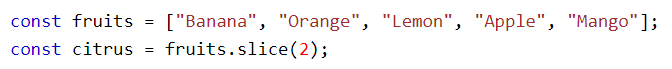 const fruits = ["Banana", "Orange", "Lemon", "Apple", "Mango"];
const citrus = fruits.slice(2);